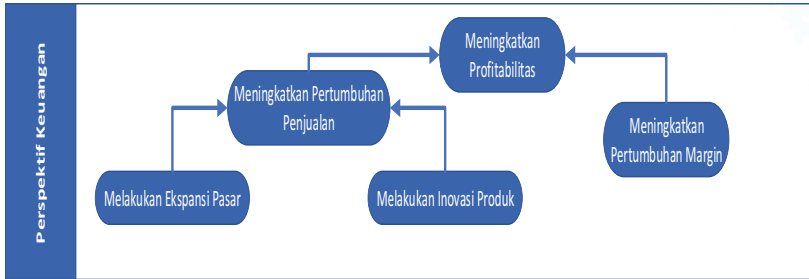 Perspektif Keuangan
Meningkatkan
Profitabilitas
Meningkatkan Pertumbuhan
Penjualan
Meningkatkan
Pertumbuhan Margin
Melakukan Ekspansi Pasar
Melakukan Inovasi Produk